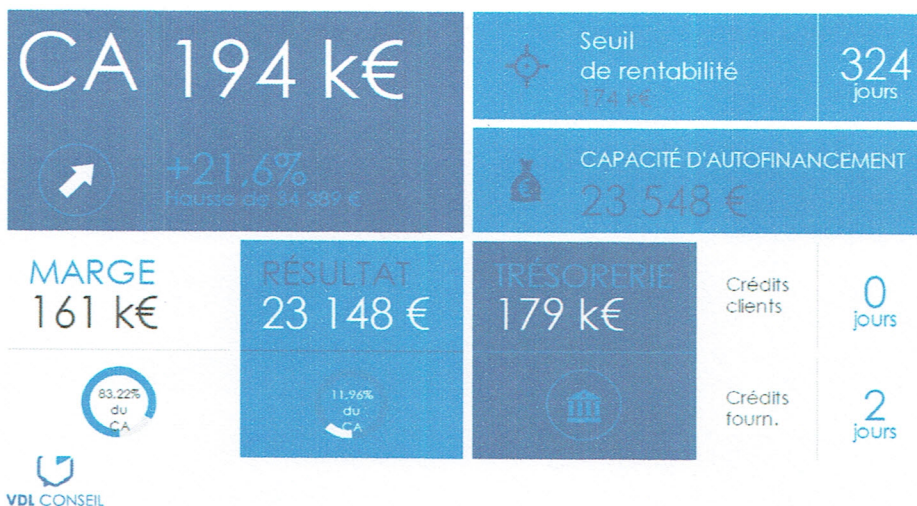 CA 194 k€
+21,6%
Hausse de 34 389 €
Seuil
de rentabilité
174 k€
324
jours
CAPACITÉ D'AUTOFINANCEMENT
23 548 €
MARGE
161 k€
83,22%
du
CA
RÉSULTAT
23 148 €
11,96%
du
CA
TRÉSORERIE
179 k€
Crédits
clients
0
jours
Crédits
fourn.
2
jours
VDL CONSEIL